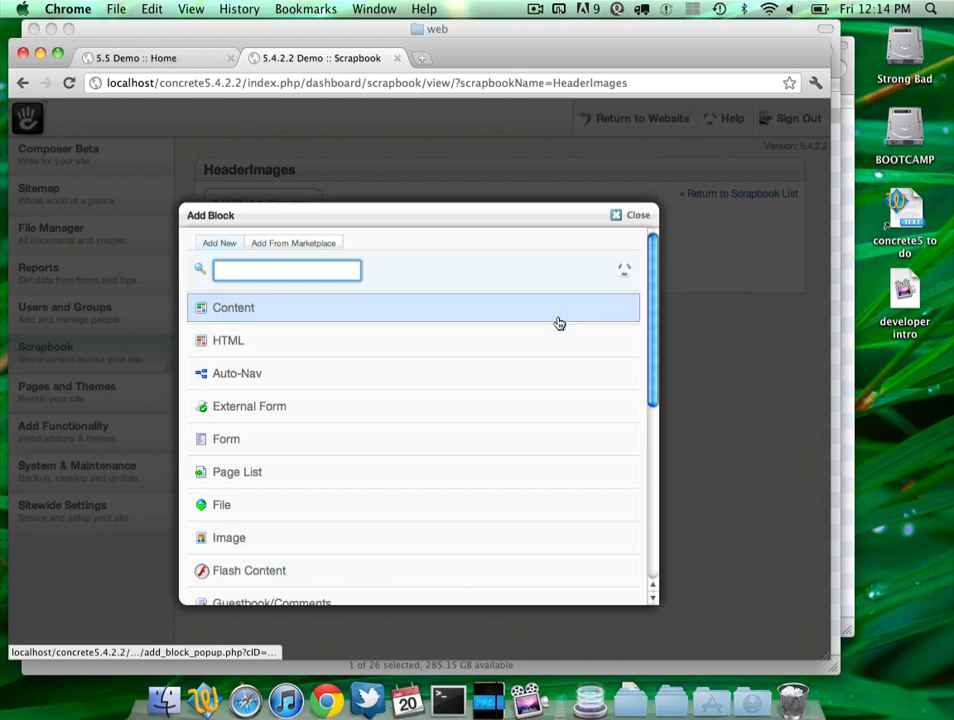 Chrome File Edit View History Bookmarks Window Help 9 Fri 12:14 PM
web
5.5 Demo :: Home 5.4.2.2 Demo :: Scrapbook
localhost/concrete5.4.2.2/index.php/dashboard/scrapbook/view/?scrapbookName=HeaderImages
Return to Website Help Sign Out
Version: 5.4.2.2
Composer Beta
Write for your site.
Sitemap
Whole world at a glance.
File Manager
All documents and images.
Reports
Get data from forms and logs.
Users and Groups
Add and manage people.
Scrapbook
Share content across your site.
Pages and Themes
Reskin your site.
Add Functionality
Install addons & themes.
System & Maintenance
Backup, cleanup and update.
Sitewide Settings
Secure and setup your site.
HeaderImages
« Return to Scrapbook List
Add Block
Close
Add New Add From Marketplace
Content
HTML
Auto-Nav
External Form
Form
Page List
File
Image
Flash Content
Guestbook/Comments
localhost/concrete5.4.2.2/.../add_block_popup.php?cID=...
1 of 26 selected, 285.15 GB available
Strong Bad
BOOTCAMP
TEXT
concrete5 to do
developer intro
20